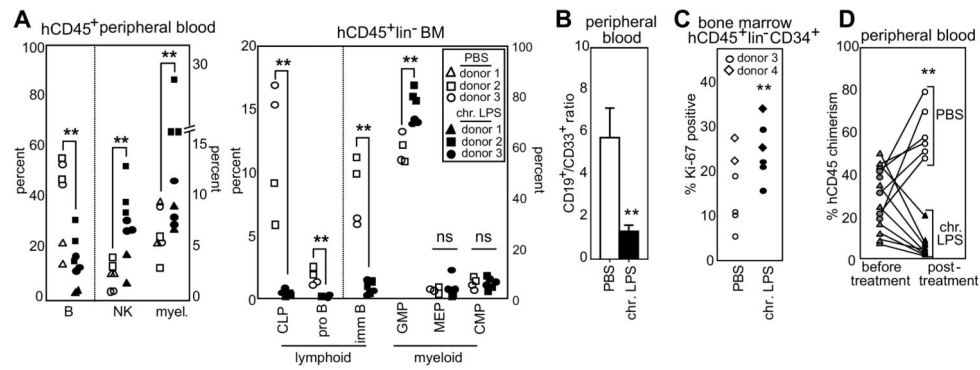 A
hCD45+ peripheral blood
percent
100
80
60
40
20
0
**
**
**
30
15
10
5
0
percent
B
NK
myel.
hCD45+lin- BM
percent
20
15
10
5
0
**
**
**
**
ns
ns
PBS
donor 1
donor 2
donor 3
chr. LPS
donor 1
donor 2
donor 3
100
80
60
40
20
0
percent
CLP
pro B
imm B
GMP
MEP
CMP
lymphoid
myeloid
B
peripheral
blood
CD19+/CD33+ ratio
10
8
6
4
2
0
**
PBS
chr. LPS
C
bone marrow
hCD45+lin-CD34+
donor 3
donor 4
% Ki-67 positive
40
30
20
10
0
**
PBS
chr. LPS
D
peripheral blood
% hCD45 chimerism
100
80
60
40
20
0
**
PBS
chr.
LPS
before
treatment
post-
treatment